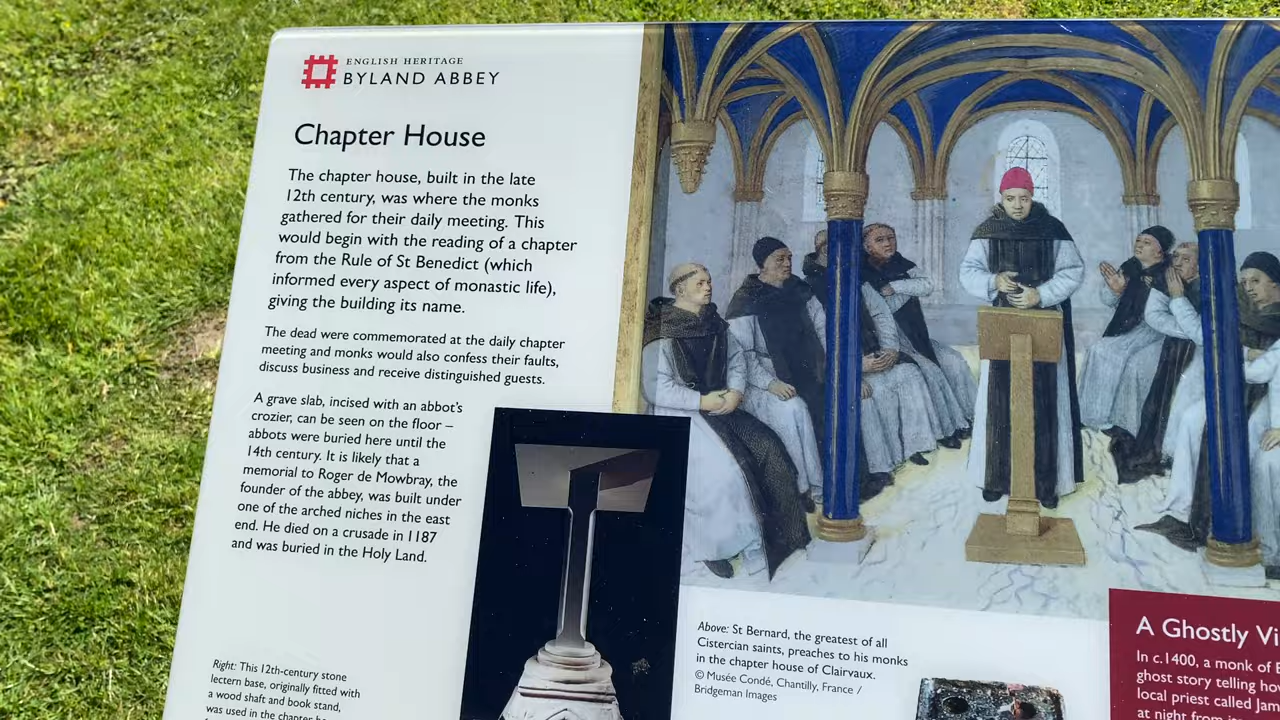 ENGLISH HERITAGE
BYLAND ABBEY
Chapter House
The chapter house, built in the late
12th century, was where the monks
gathered for their daily meeting. This
would begin with the reading of a chapter
from the Rule of St Benedict (which
informed every aspect of monastic life),
giving the building its name.
The dead were commemorated at the daily chapter
meeting and monks would also confess their faults,
discuss business and receive distinguished guests.
A grave slab, incised with an abbot's
crozier, can be seen on the floor –
abbots were buried here until the
14th century. It is likely that a
memorial to Roger de Mowbray, the
founder of the abbey, was built under
one of the arched niches in the east
end. He died on a crusade in 1187
and was buried in the Holy Land.
Right: This 12th-century stone
lectern base, originally fitted with
a wood shaft and book stand,
was used in the chapter
Above: St Bernard, the greatest of all
Cistercian saints, preaches to his monks
in the chapter house of Clairvaux.
© Musée Condé, Chantilly, France /
Bridgeman Images
A Ghostly
In c.1400, a monk of
ghost story telling
local priest called
at night from